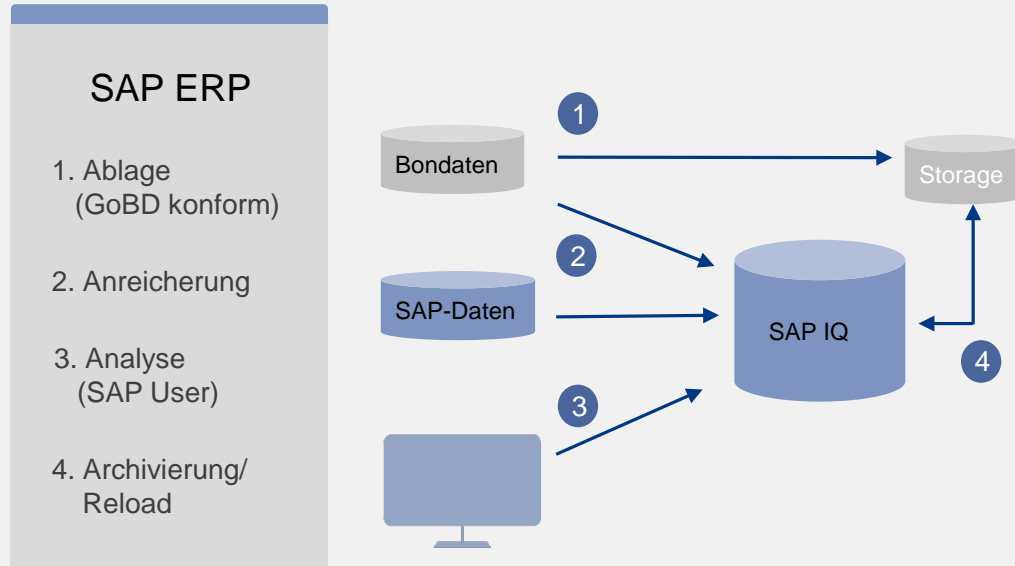 SAP ERP
1. Ablage
(GoBD konform)
2. Anreicherung
3. Analyse
(SAP User)
4. Archivierung/
Reload
1
Bondaten
Storage
2
SAP-Daten
SAP IQ
4
3